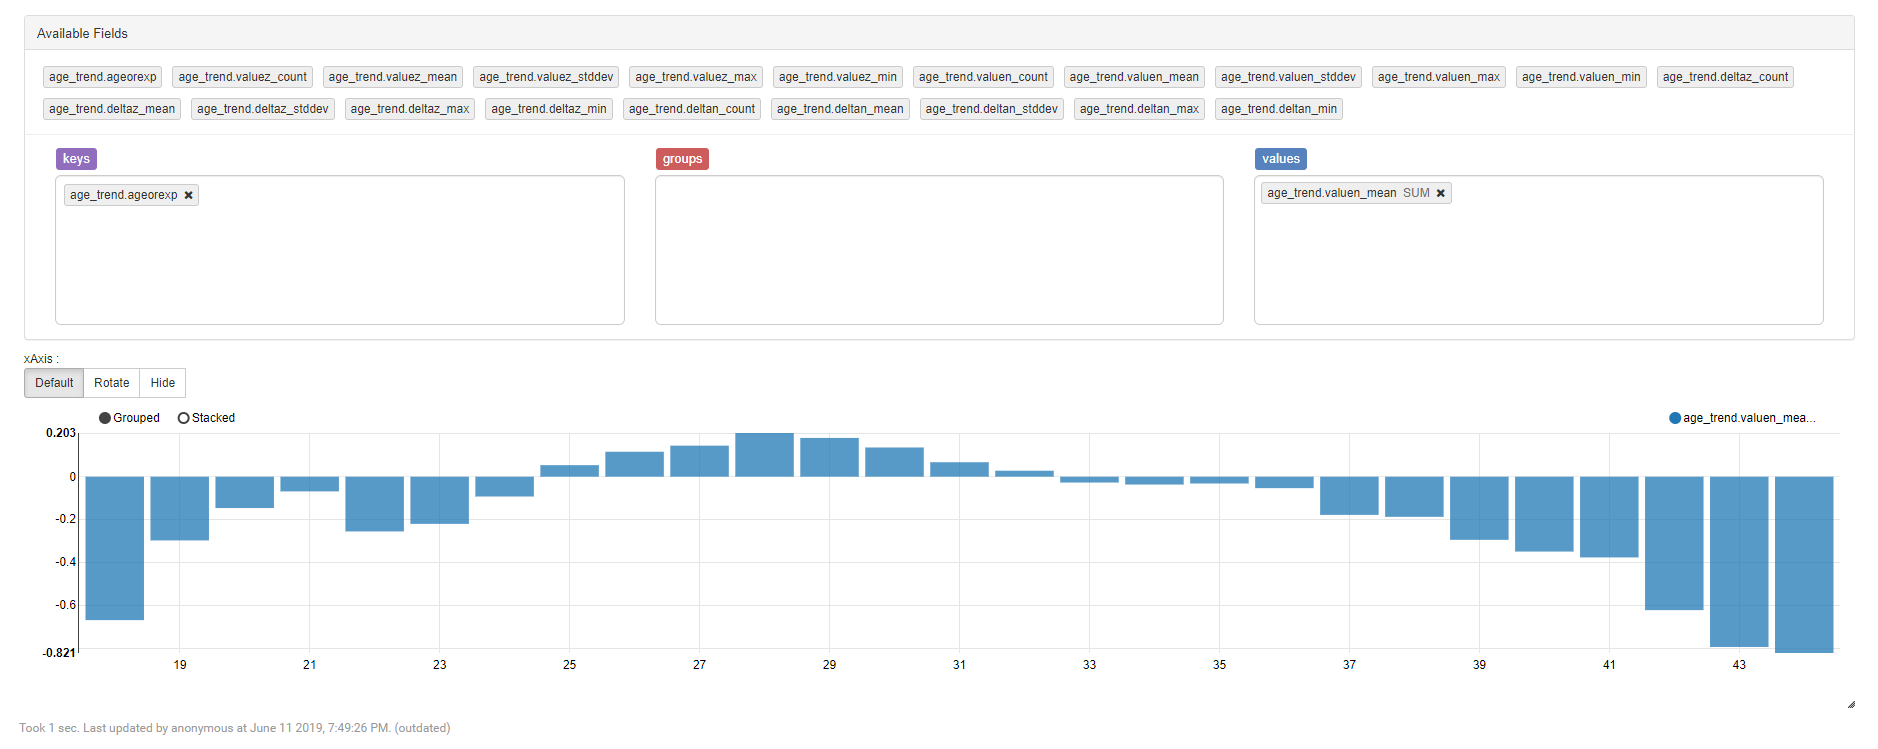 Available Fields
age_trend.ageorexp age_trend.valuez_count age_trend.valuez_mean age_trend.valuez_stddev age_trend.valuez_max age_trend.valuez_min age_trend.valuen_count age_trend.valuen_mean age_trend.valuen_stddev age_trend.valuen_max age_trend.valuen_min age_trend.deltaz_count
age_trend.deltaz_mean age_trend.deltaz_stddev age_trend.deltaz_max age_trend.deltaz_min age_trend.deltan_count age_trend.deltan_mean age_trend.deltan_stddev age_trend.deltan_max age_trend.deltan_min
keys groups values
age_trend.ageorexp ✖ age_trend.valuen_mean SUM ✖
xAxis :
Default Rotate Hide
Grouped Stacked age_trend.valuen_mea...
0.203
0
-0.2
-0.4
-0.6
-0.821
19 21 23 25 27 29 31 33 35 37 39 41 43
Took 1 sec. Last updated by anonymous at June 11 2019, 7:49:26 PM. (outdated)